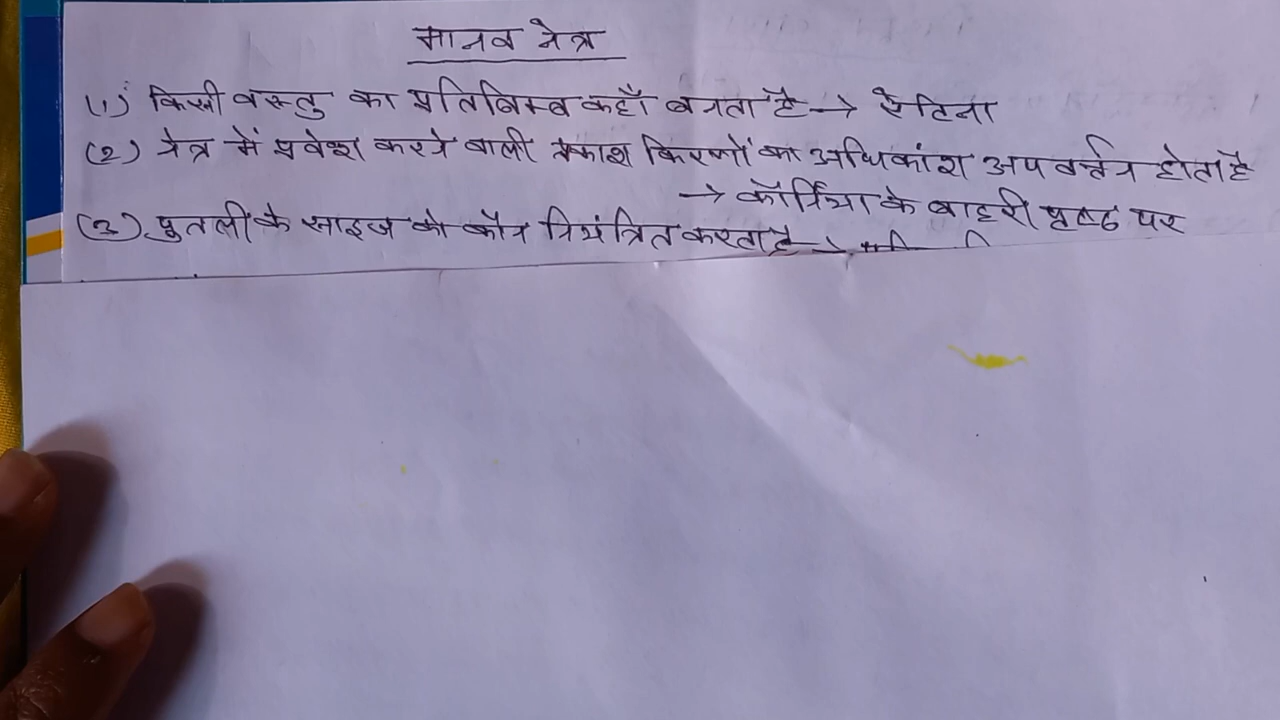 मानव नेत्र
(1) किसी वस्तु का प्रतिबिम्ब कहाँ बनता है → रेटिना
(2) नेत्र में प्रवेश करने वाली प्रकाश किरणों का अधिकांश अपवर्त्तन होता है
→ कॉर्निया के बाहरी पृष्ठ पर
(3) पुतली के साइज को कौन नियंत्रित करता है →